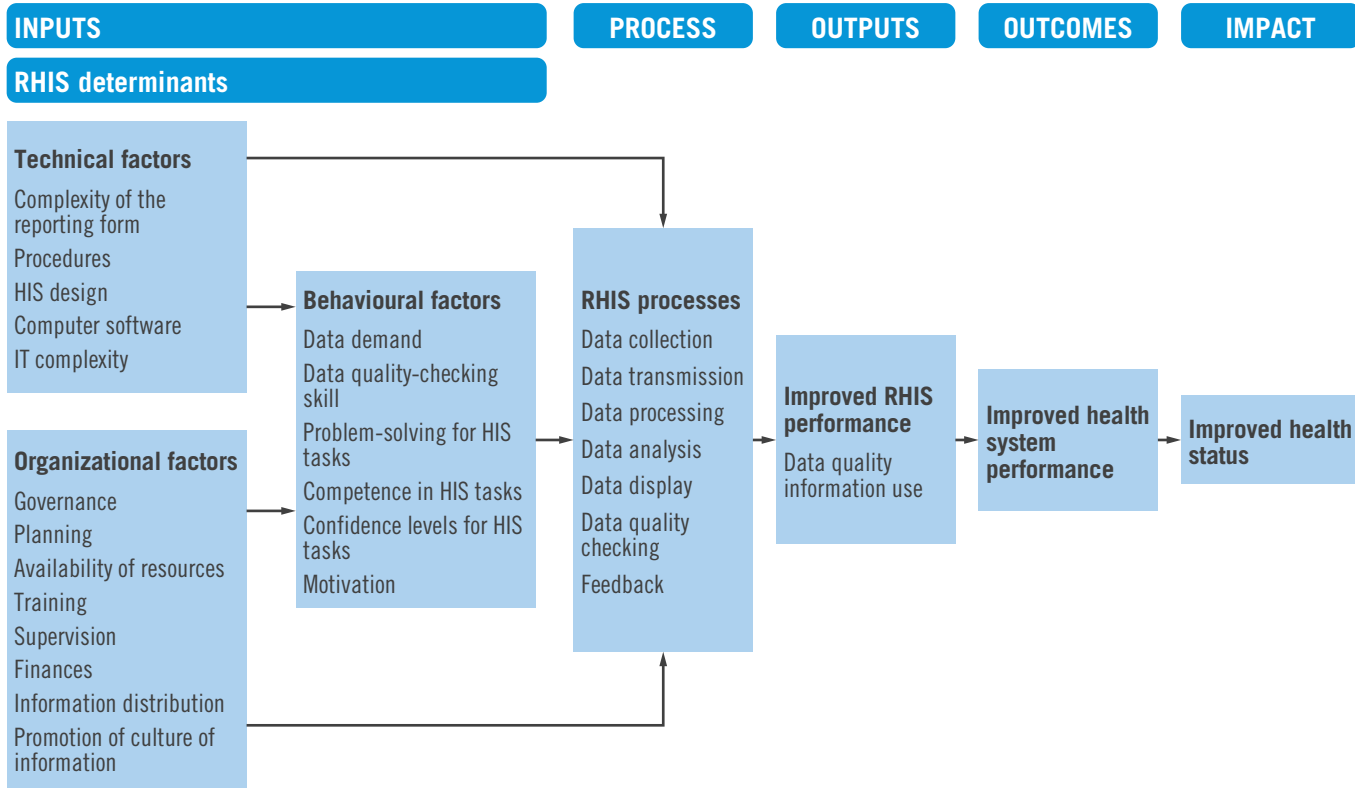 INPUTS
PROCESS
OUTPUTS
OUTCOMES
IMPACT
RHIS determinants
Technical factors
Complexity of the
reporting form
Procedures
HIS design
Computer software
IT complexity
Organizational factors
Governance
Planning
Availability of resources
Training
Supervision
Finances
Information distribution
Promotion of culture of
information
Behavioural factors
Data demand
Data quality-checking
skill
Problem-solving for HIS
tasks
Competence in HIS tasks
Confidence levels for HIS
tasks
Motivation
RHIS processes
Data collection
Data transmission
Data processing
Data analysis
Data display
Data quality
checking
Feedback
Improved RHIS
performance
Data quality
information use
Improved health
system
performance
Improved health
status